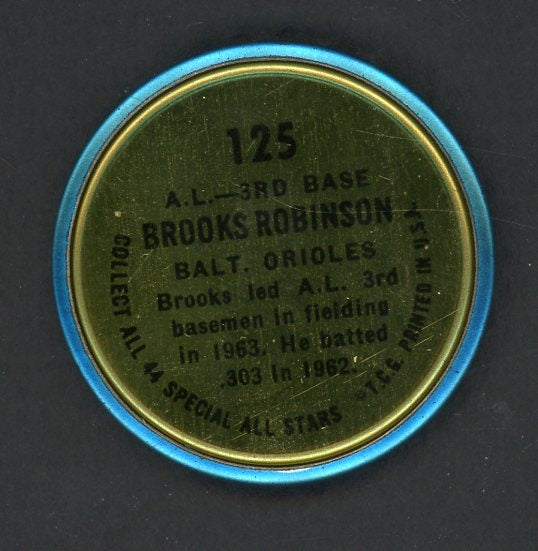 125
A.L.—3RD BASE
BROOKS ROBINSON
BALT. ORIOLES
Brooks led A.L. 3rd
basemen in fielding
in 1963. He batted
.303 in 1962.
COLLECT ALL 44 SPECIAL ALL STARS
©T.C.G. PRINTED IN U.S.A.